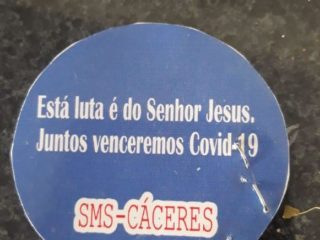 Está luta é do Senhor Jesus.
Juntos venceremos Covid-19
SMS-CÁCERES